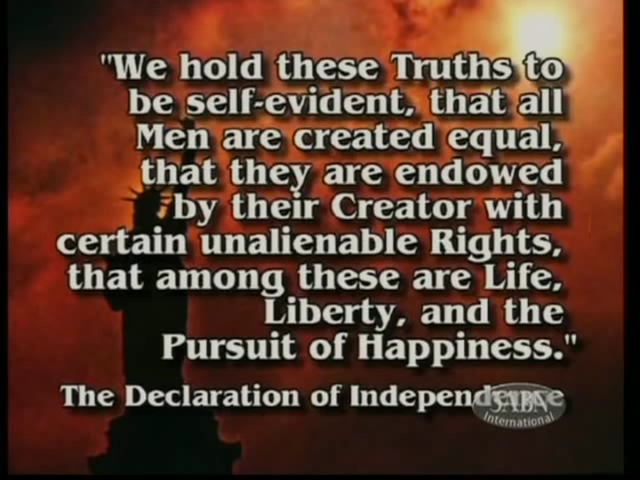 "We hold these Truths to
be self-evident, that all
Men are created equal,
that they are endowed
by their Creator with
certain unalienable Rights,
that among these are Life,
Liberty, and the
Pursuit of Happiness."
The Declaration of Independence
3ABN
International